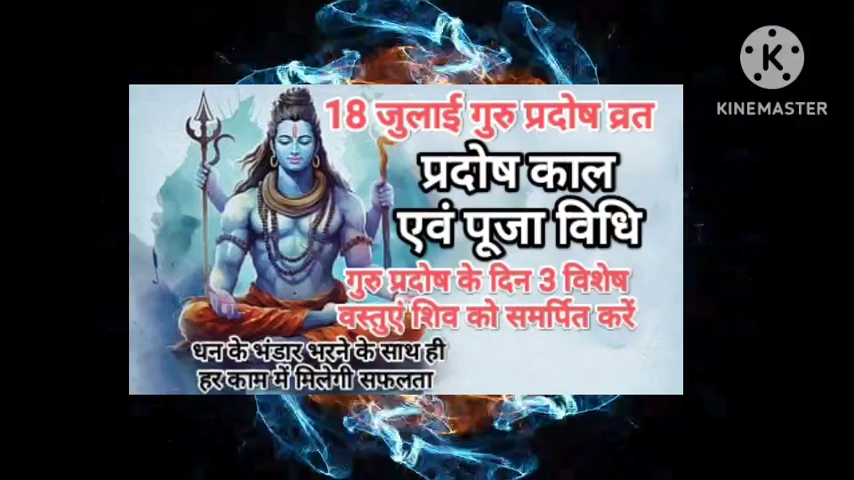 18 जुलाई गुरु प्रदोष व्रत
प्रदोष काल
एवं पूजा विधि
गुरु प्रदोष के दिन 3 विशेष
वस्तुएं शिव को समर्पित करें
धन के भंडार भरने के साथ ही
हर काम में मिलेगी सफलता
K
KINEMASTER